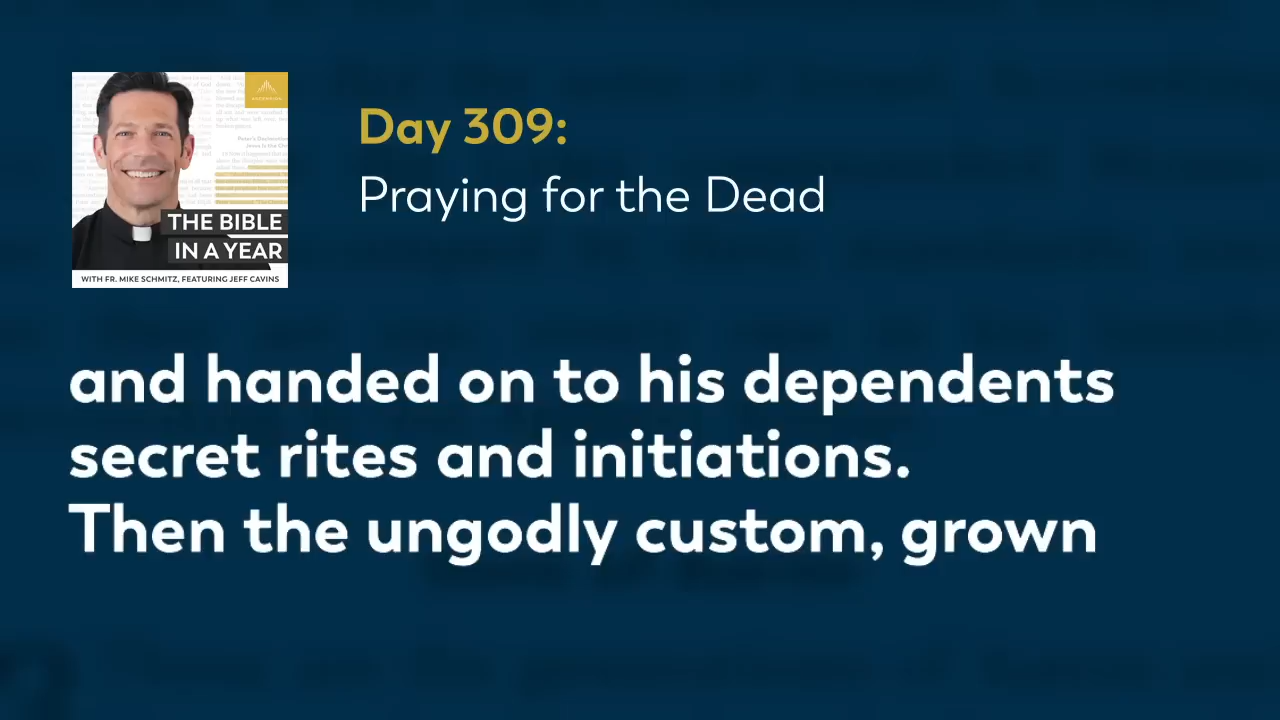 Day 309:
Praying for the Dead
THE BIBLE
IN A YEAR
WITH FR. MIKE SCHMITZ, FEATURING JEFF CAVINS
and handed on to his dependents
secret rites and initiations.
Then the ungodly custom, grown